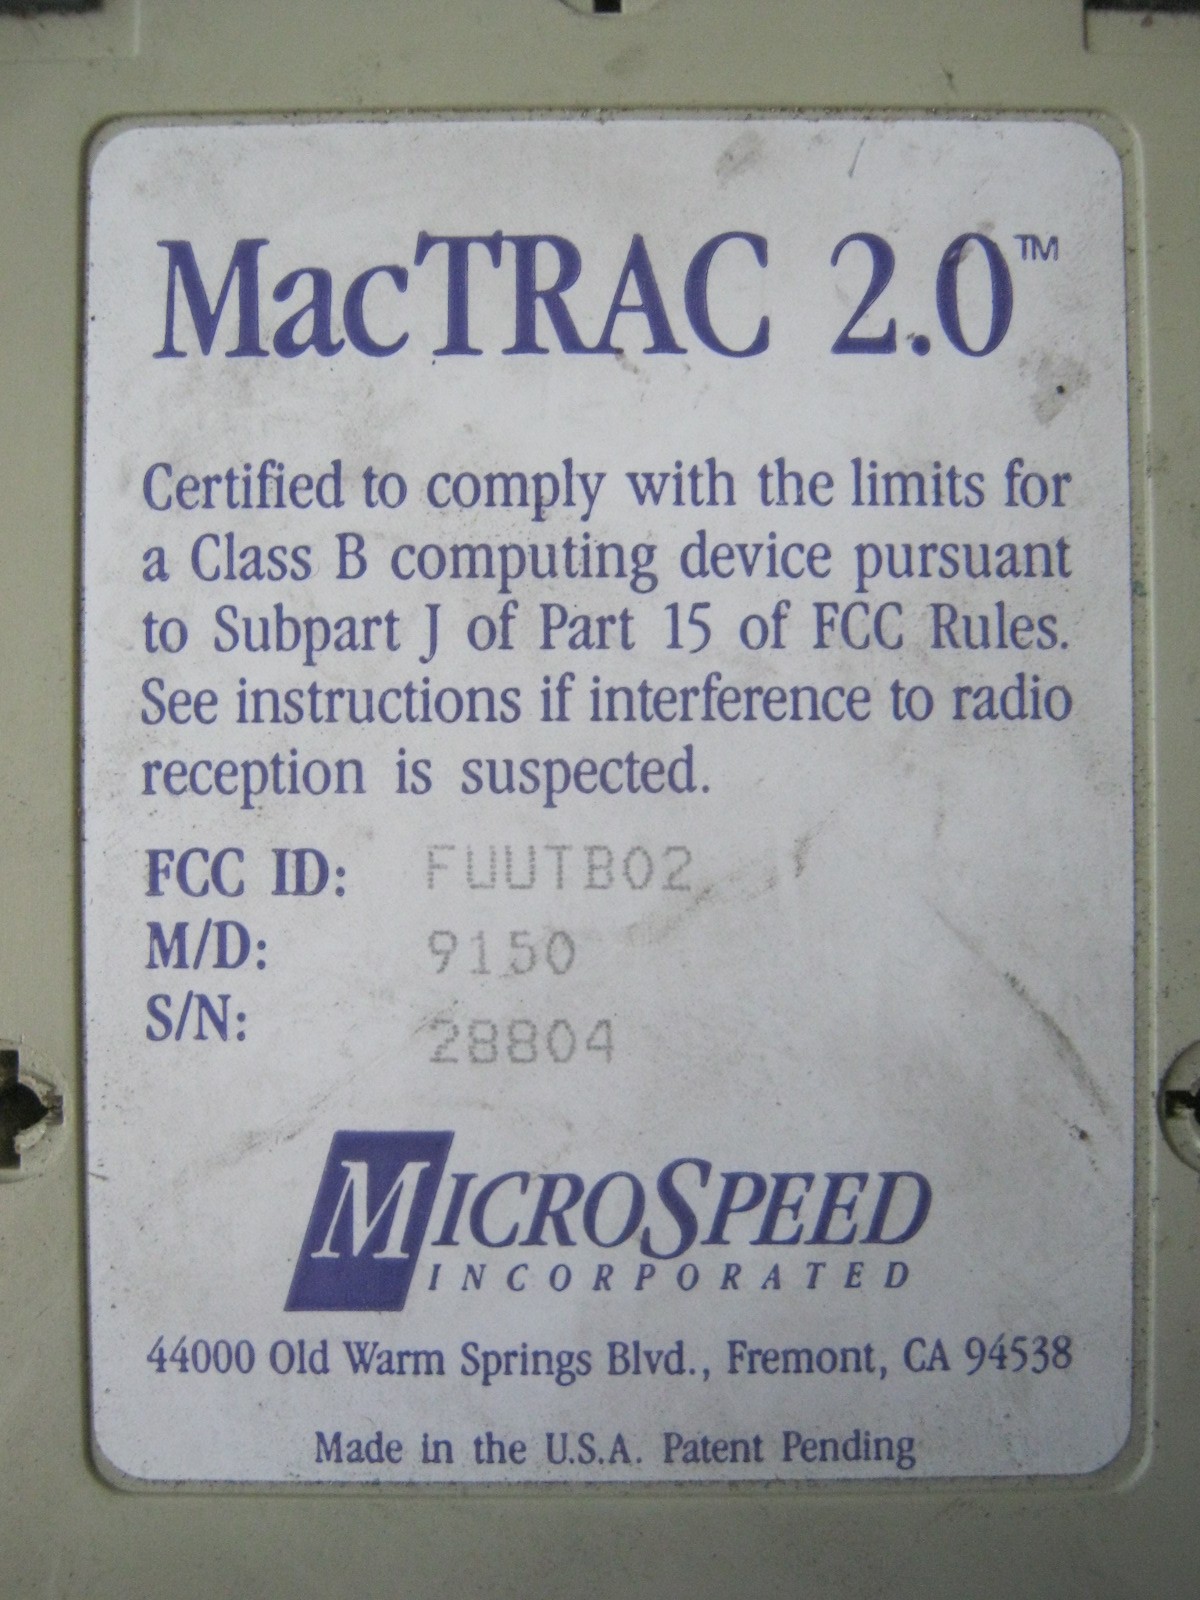 MacTRAC 2.0™
Certified to comply with the limits for
a Class B computing device pursuant
to Subpart J of Part 15 of FCC Rules.
See instructions if interference to radio
reception is suspected.
FCC ID: FUUTB02
M/D: 9150
S/N: 28804
MICROSPEED
INCORPORATED
44000 Old Warm Springs Blvd., Fremont, CA 94538
Made in the U.S.A. Patent Pending